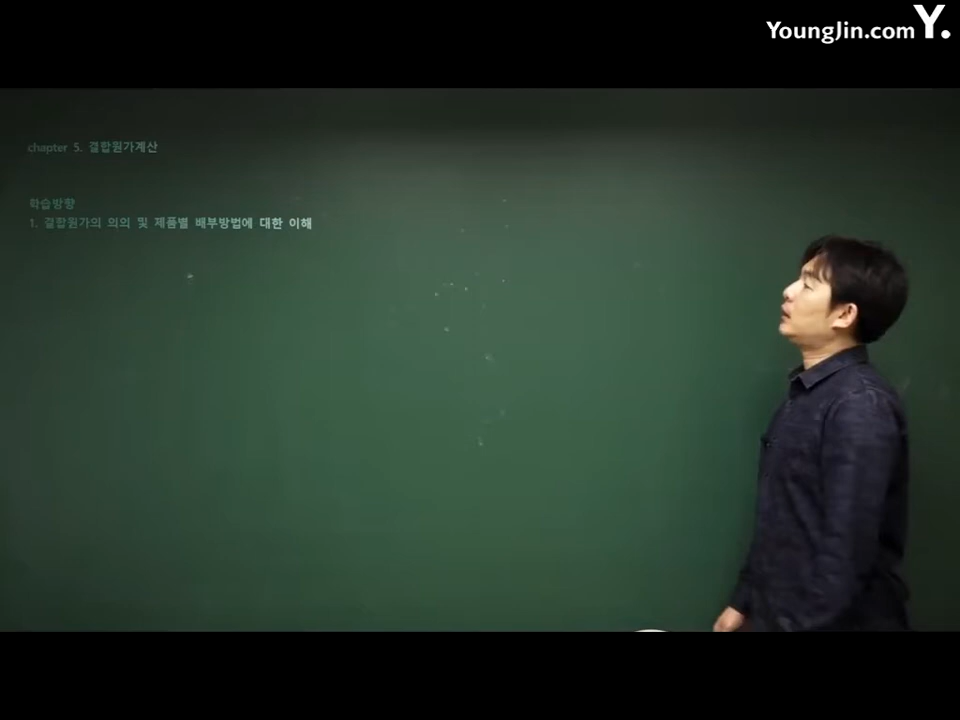 YoungJin.com Y.
chapter 5. 결합원가계산
학습방향
1. 결합원가의 의의 및 제품별 배부방법에 대한 이해